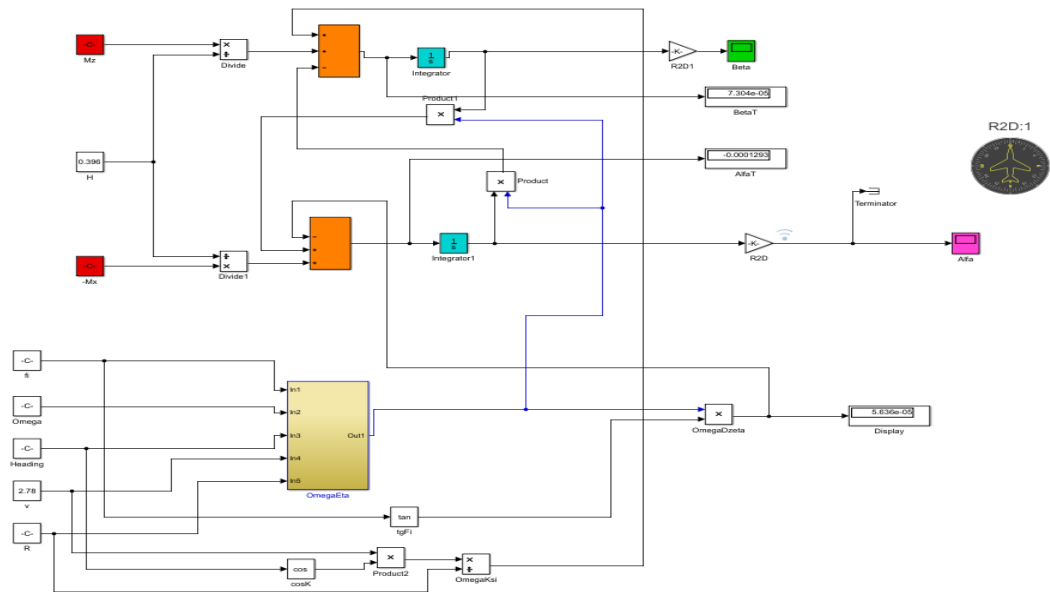 -C-
Mz
Divide
1
s
Integrator
-K-
R2D1
Beta
7.304e-05
BetaT
Product1
R2D:1
-0.0001293
AlfaT
0.396
H
Product
Terminator
-C-
-Mx
Divide1
1
s
Integrator1
-K-
R2D
Alfa
-C-
fi
-C-
Omega
-C-
Heading
2.78
v
-C-
R
In1
In2
In3
In4
In5
Out1
OmegaEta
OmegaDzeta
5.636e-05
Display
tan
tgFi
cos
cosK
Product2
OmegaKsi